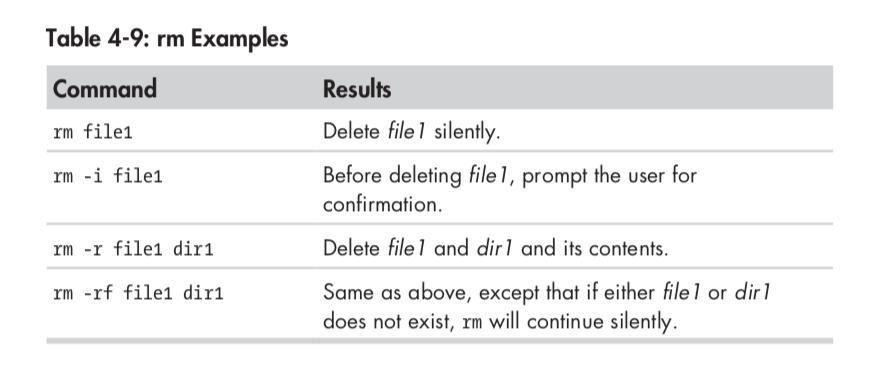 Table 4-9: rm Examples
Command Results
rm file1 Delete file1 silently.
rm -i file1 Before deleting file1, prompt the user for
confirmation.
rm -r file1 dir1 Delete file1 and dir1 and its contents.
rm -rf file1 dir1 Same as above, except that if either file1 or dir1
does not exist, rm will continue silently.